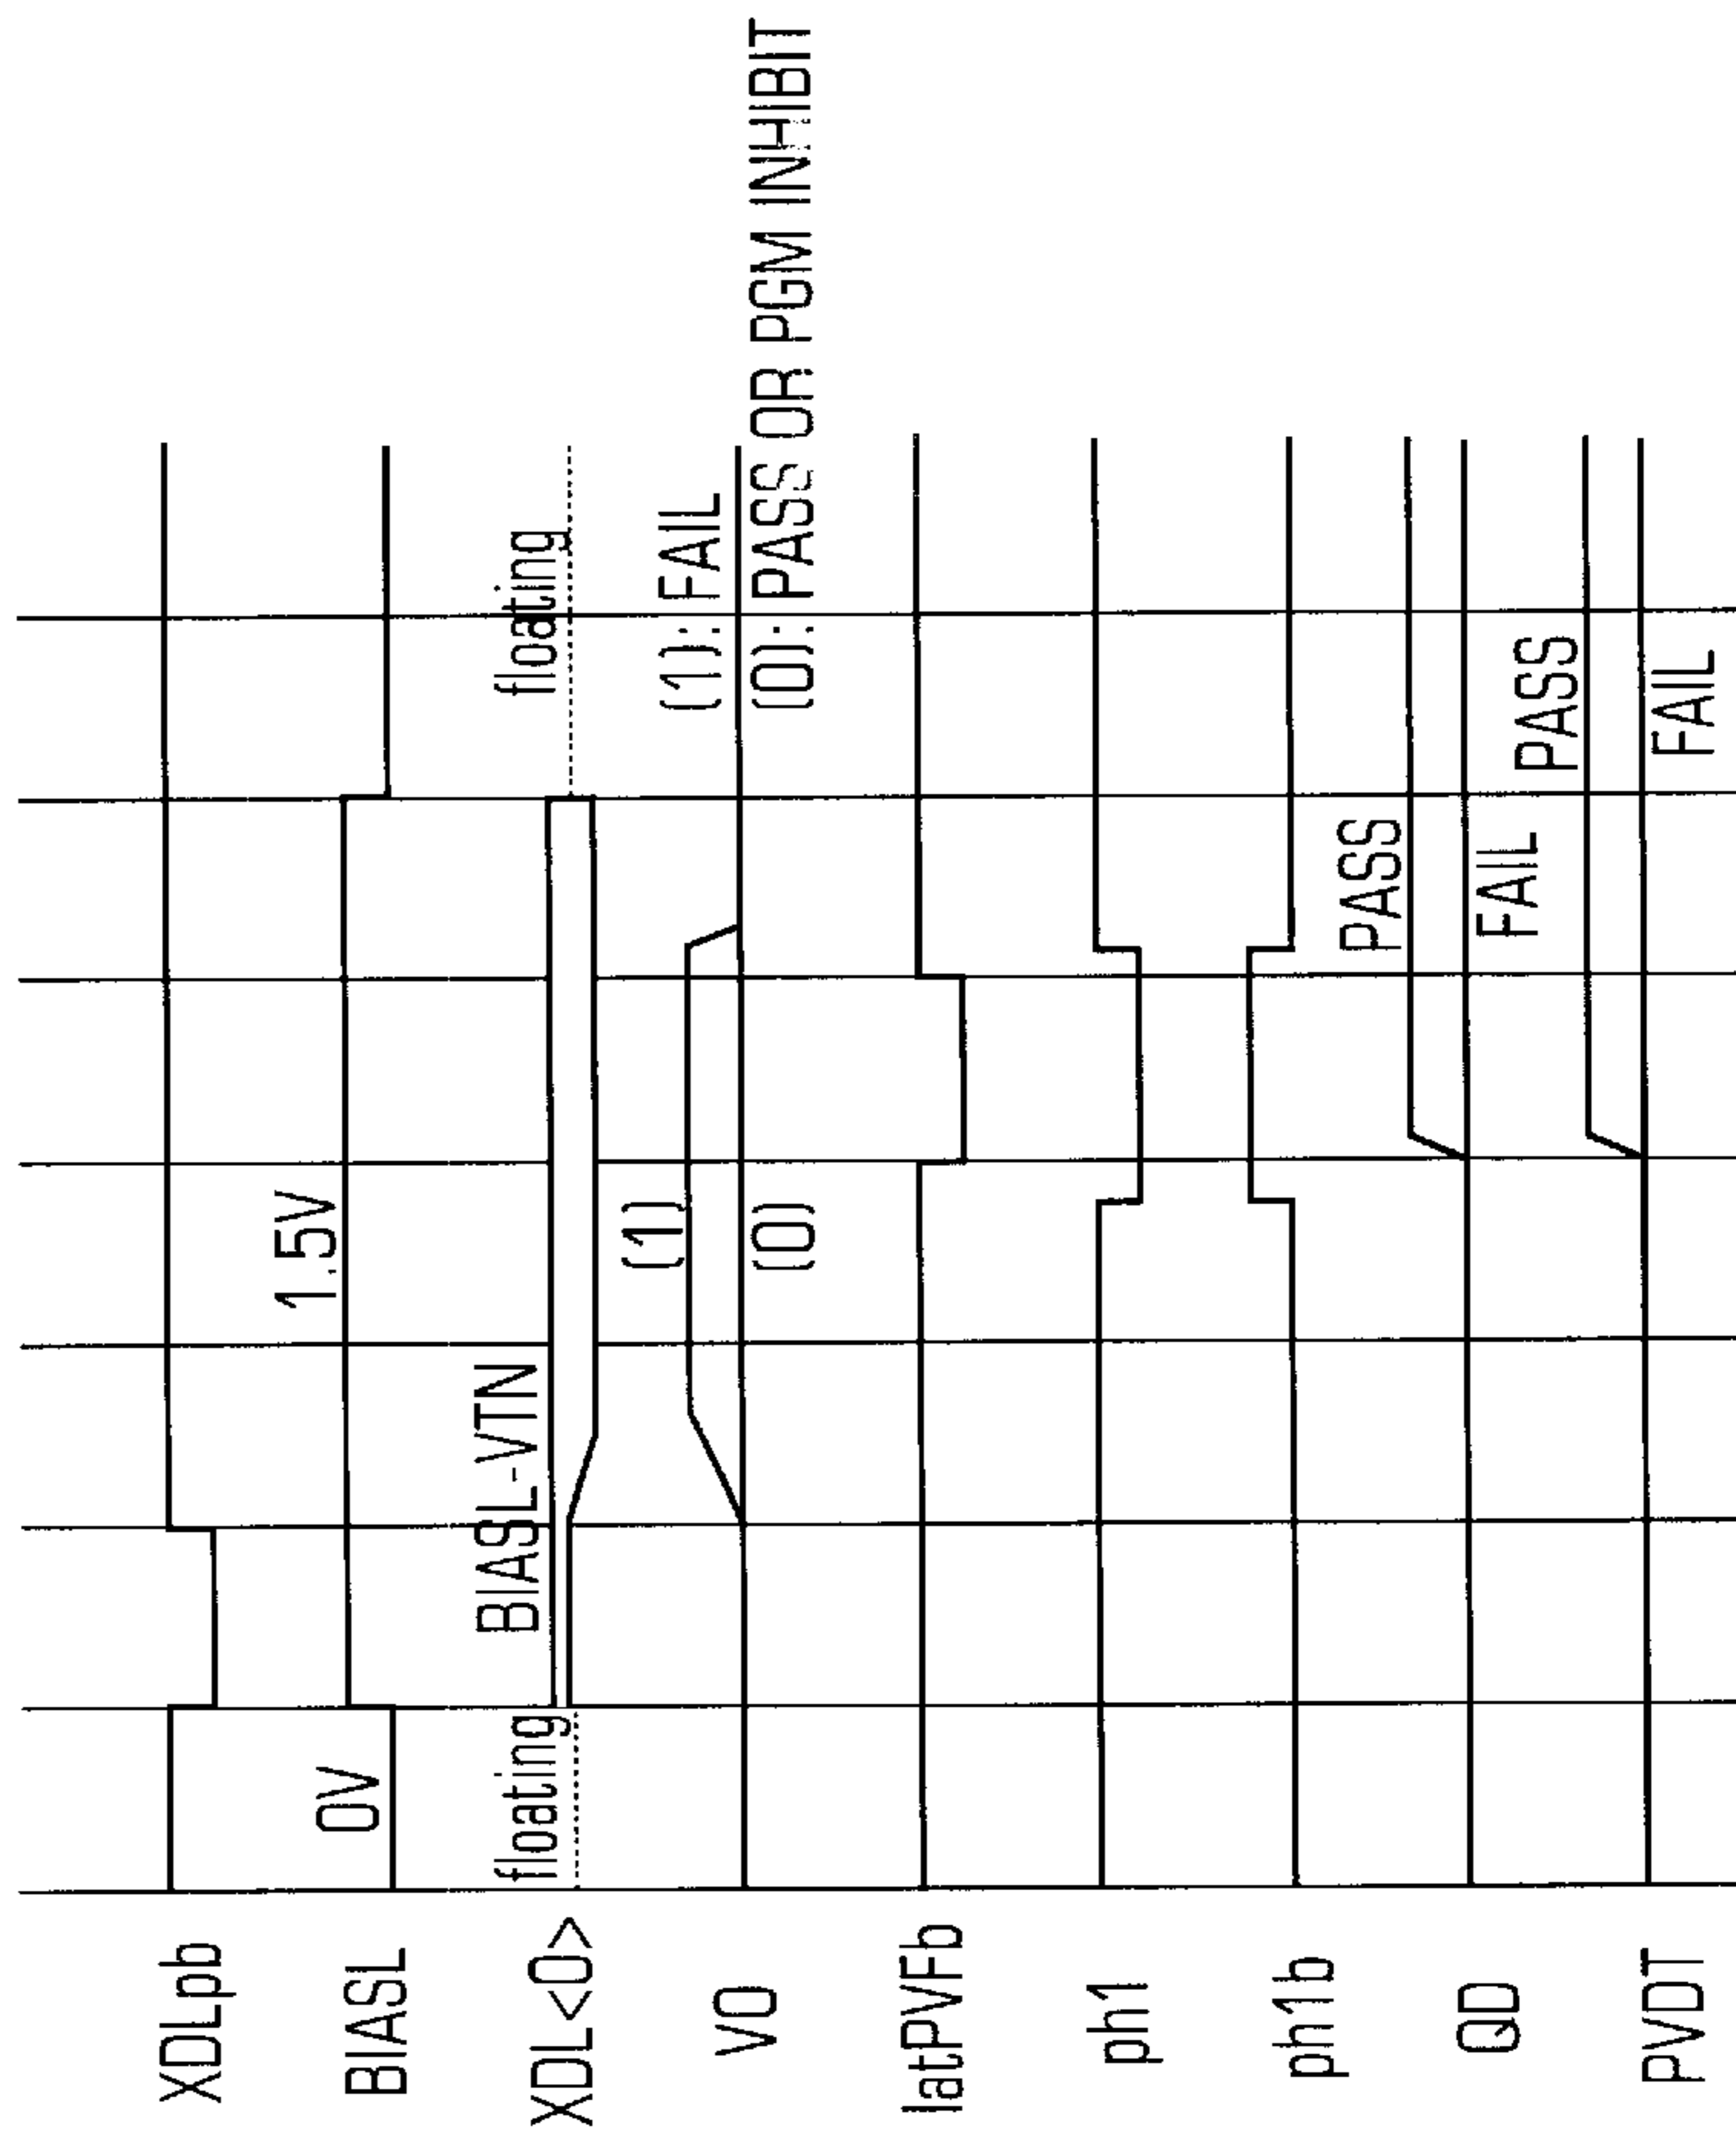 XDLpb
BIASL
0V
1.5V
XDL<0>
floating
BIASL-VTN
floating
V0
(1)
(0)
(1): FAIL
(0): PASS OR PGM INHIBIT
latPVFb
ph1
ph1b
QD
PASS
FAIL
PVDT
PASS
FAIL